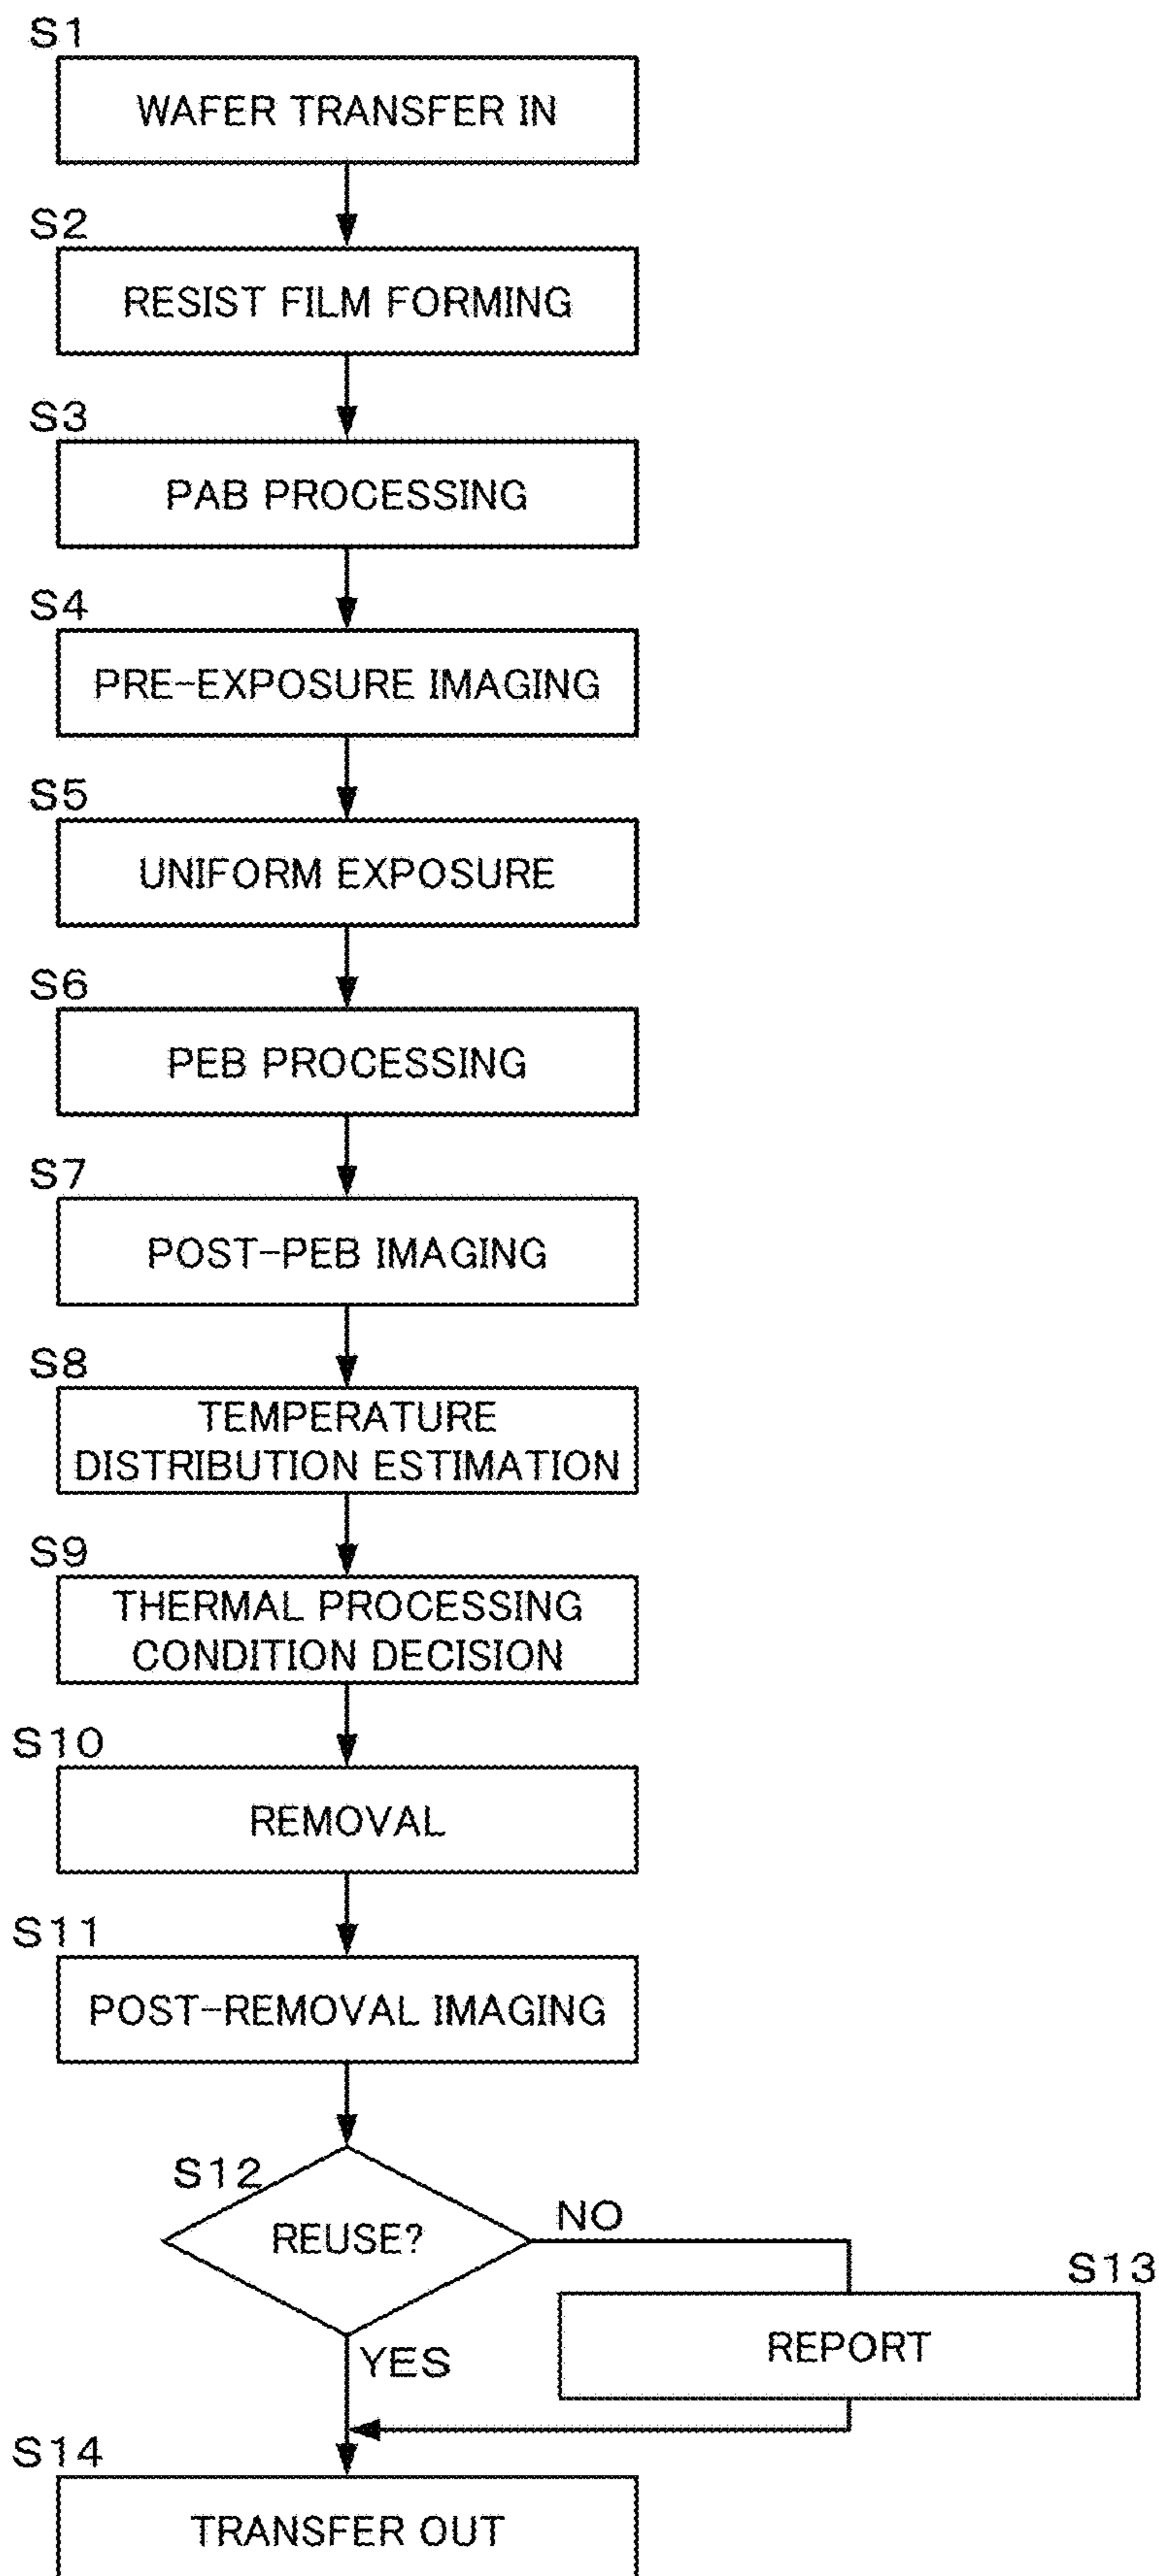 S1
WAFER TRANSFER IN
S2
RESIST FILM FORMING
S3
PAB PROCESSING
S4
PRE-EXPOSURE IMAGING
S5
UNIFORM EXPOSURE
S6
PEB PROCESSING
S7
POST-PEB IMAGING
S8
TEMPERATURE
DISTRIBUTION ESTIMATION
S9
THERMAL PROCESSING
CONDITION DECISION
S10
REMOVAL
S11
POST-REMOVAL IMAGING
S12
REUSE?
NO
S13
REPORT
YES
S14
TRANSFER OUT